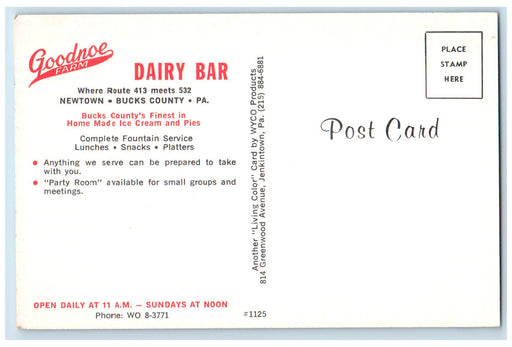 Goodnoe
FARM
DAIRY BAR
Where Route 413 meets 532
NEWTOWN • BUCKS COUNTY • PA.
Bucks County's Finest in
Home Made Ice Cream and Pies
Complete Fountain Service
Lunches • Snacks • Platters
• Anything we serve can be prepared to take
with you.
• "Party Room" available for small groups and
meetings.
OPEN DAILY AT 11 A.M. — SUNDAYS AT NOON
Phone: WO 8-3771
#1125
Another "Living Color" Card by WYCO Products
814 Greenwood Avenue, Jenkintown, Pa. (215) 884-6881
Post Card
PLACE
STAMP
HERE